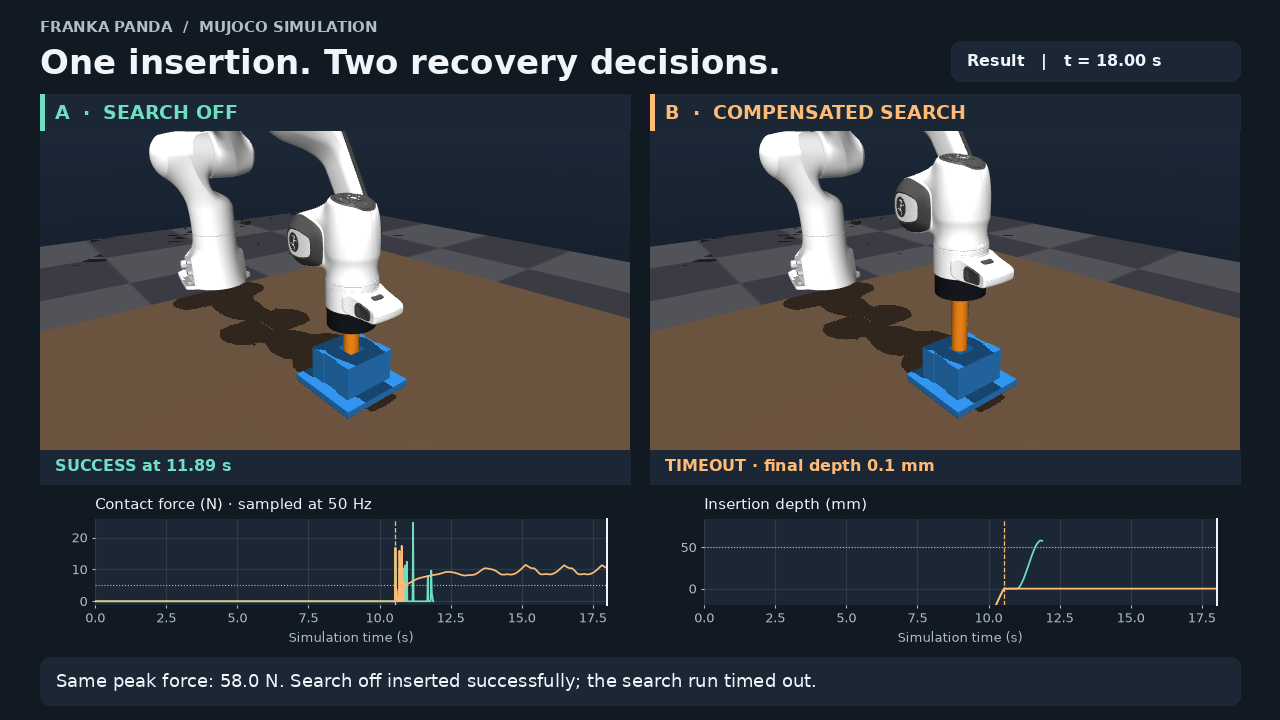 FRANKA PANDA / MUJOCO SIMULATION
One insertion. Two recovery decisions.
Result | t = 18.00 s
A · SEARCH OFF
B · COMPENSATED SEARCH
SUCCESS at 11.89 s
TIMEOUT · final depth 0.1 mm
Contact force (N) · sampled at 50 Hz
20
10
0
0.0 2.5 5.0 7.5 10.0 12.5 15.0 17.5
Simulation time (s)
Insertion depth (mm)
50
0
0.0 2.5 5.0 7.5 10.0 12.5 15.0 17.5
Simulation time (s)
Same peak force: 58.0 N. Search off inserted successfully; the search run timed out.